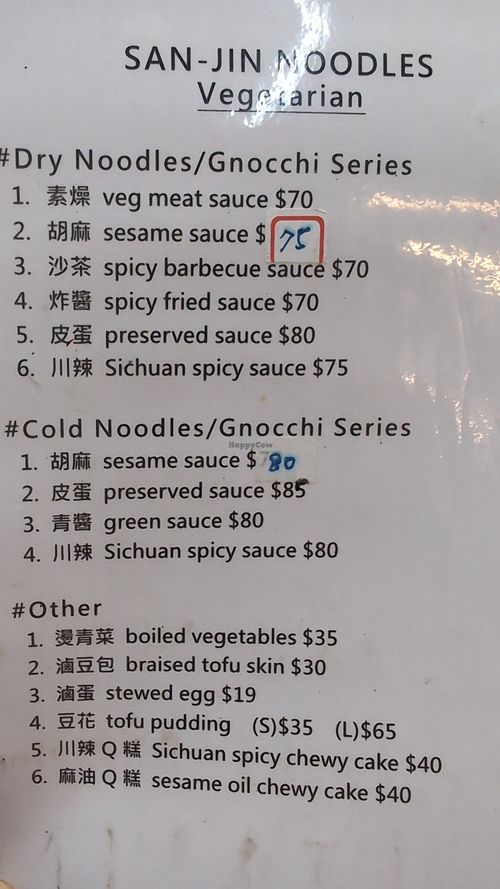 SAN-JIN NOODLES
Vegetarian
#Dry Noodles/Gnocchi Series
1. 素燥 veg meat sauce $70
2. 胡麻 sesame sauce $ 75
3. 沙茶 spicy barbecue sauce $70
4. 炸醬 spicy fried sauce $70
5. 皮蛋 preserved sauce $80
6. 川辣 Sichuan spicy sauce $75
#Cold Noodles/Gnocchi Series
HappyCow
1. 胡麻 sesame sauce $80
2. 皮蛋 preserved sauce $85
3. 青醬 green sauce $80
4. 川辣 Sichuan spicy sauce $80
#Other
1. 燙青菜 boiled vegetables $35
2. 滷豆包 braised tofu skin $30
3. 滷蛋 stewed egg $19
4. 豆花 tofu pudding (S)$35 (L)$65
5. 川辣Q糕 Sichuan spicy chewy cake $40
6. 麻油Q糕 sesame oil chewy cake $40